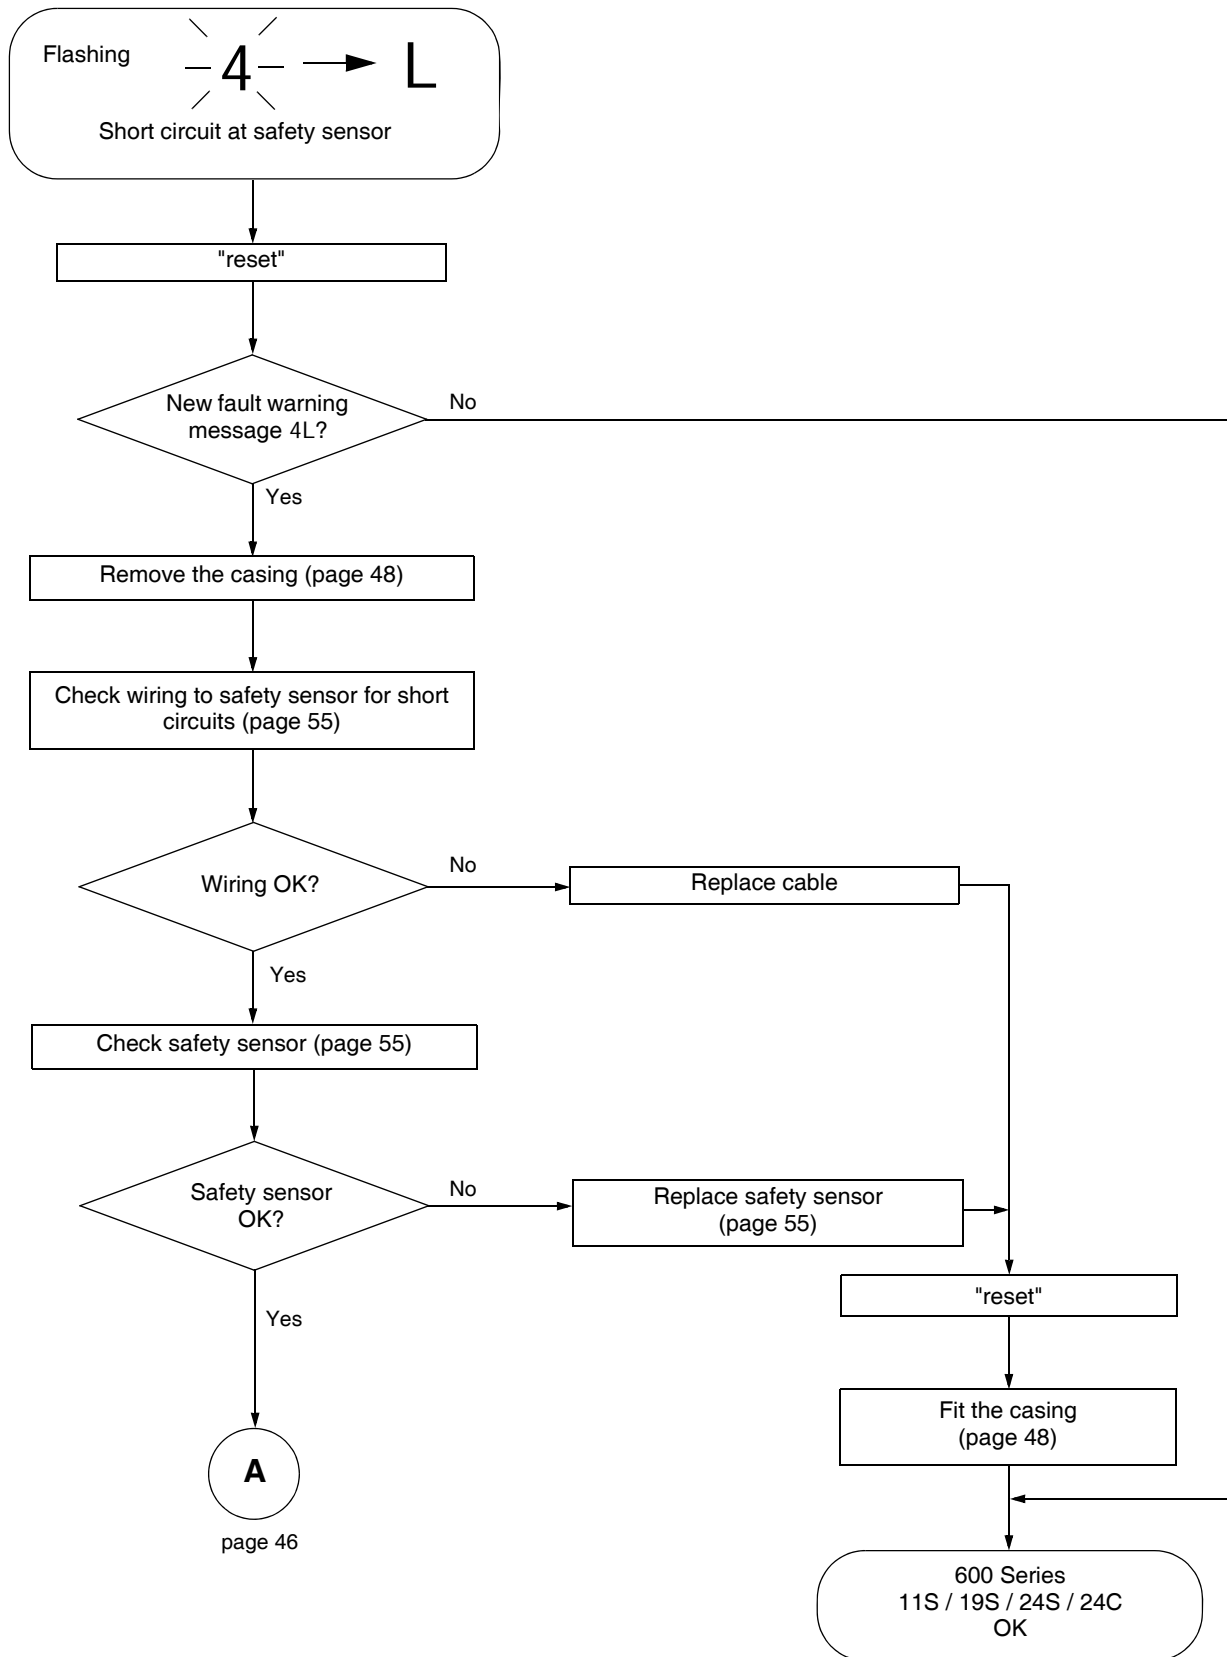 Flashing
4 L
Short circuit at safety sensor
"reset"
New fault warning
message 4L?
No
Yes
Remove the casing (page 48)
Check wiring to safety sensor for short
circuits (page 55)
Wiring OK?
No
Replace cable
Yes
Check safety sensor (page 55)
Safety sensor
OK?
No
Replace safety sensor
(page 55)
Yes
"reset"
Fit the casing
(page 48)
A
page 46
600 Series
11S / 19S / 24S / 24C
OK